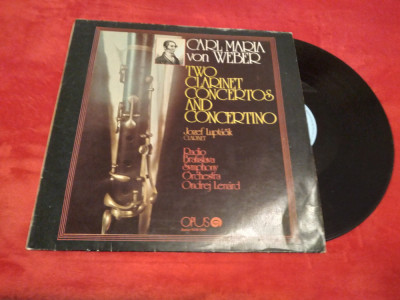 CARL MARIA
von WEBER
TWO
CLARINET
CONCERTOS
AND
CONCERTINO
Jozef Luptáčik
CLARINET
Radio
Bratislava
Symphony
Orchestra
Ondrej Lenárd
OPUS